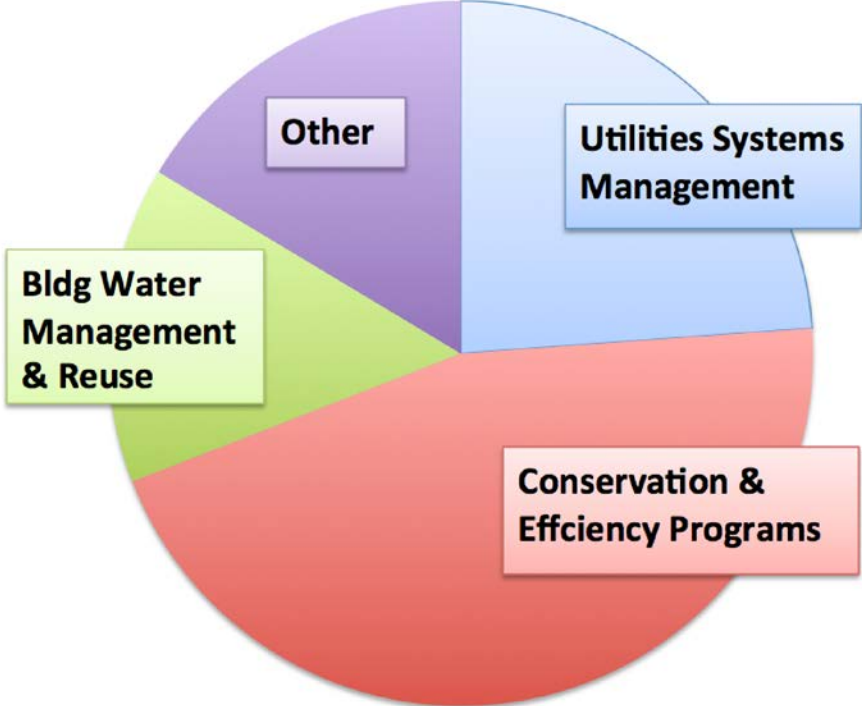 Other
Utilities Systems
Management
Bldg Water
Management
& Reuse
Conservation &
Effciency Programs